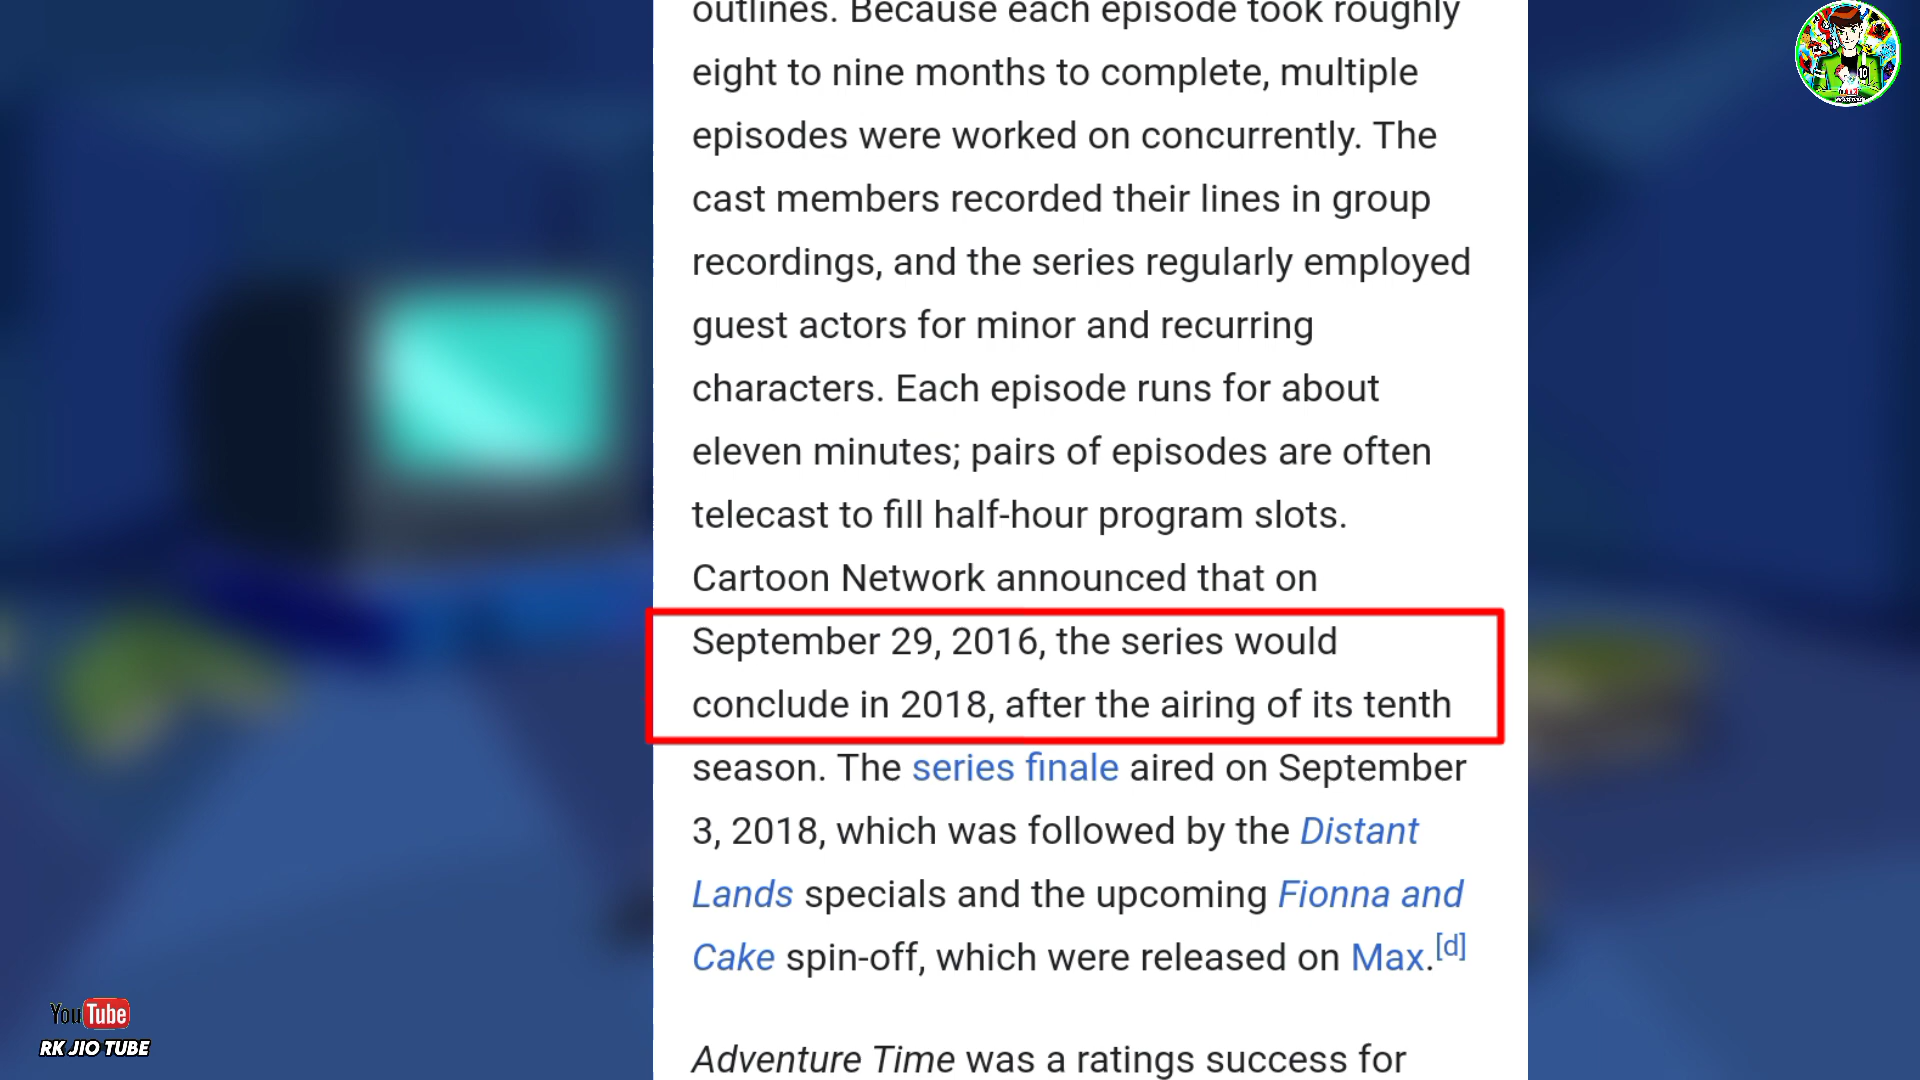 outlines. Because each episode took roughly
eight to nine months to complete, multiple
episodes were worked on concurrently. The
cast members recorded their lines in group
recordings, and the series regularly employed
guest actors for minor and recurring
characters. Each episode runs for about
eleven minutes; pairs of episodes are often
telecast to fill half-hour program slots.
Cartoon Network announced that on
September 29, 2016, the series would
conclude in 2018, after the airing of its tenth
season. The series finale aired on September
3, 2018, which was followed by the Distant
Lands specials and the upcoming Fionna and
Cake spin-off, which were released on Max.[d]
Adventure Time was a ratings success for
YouTube
RK JIO TUBE
10